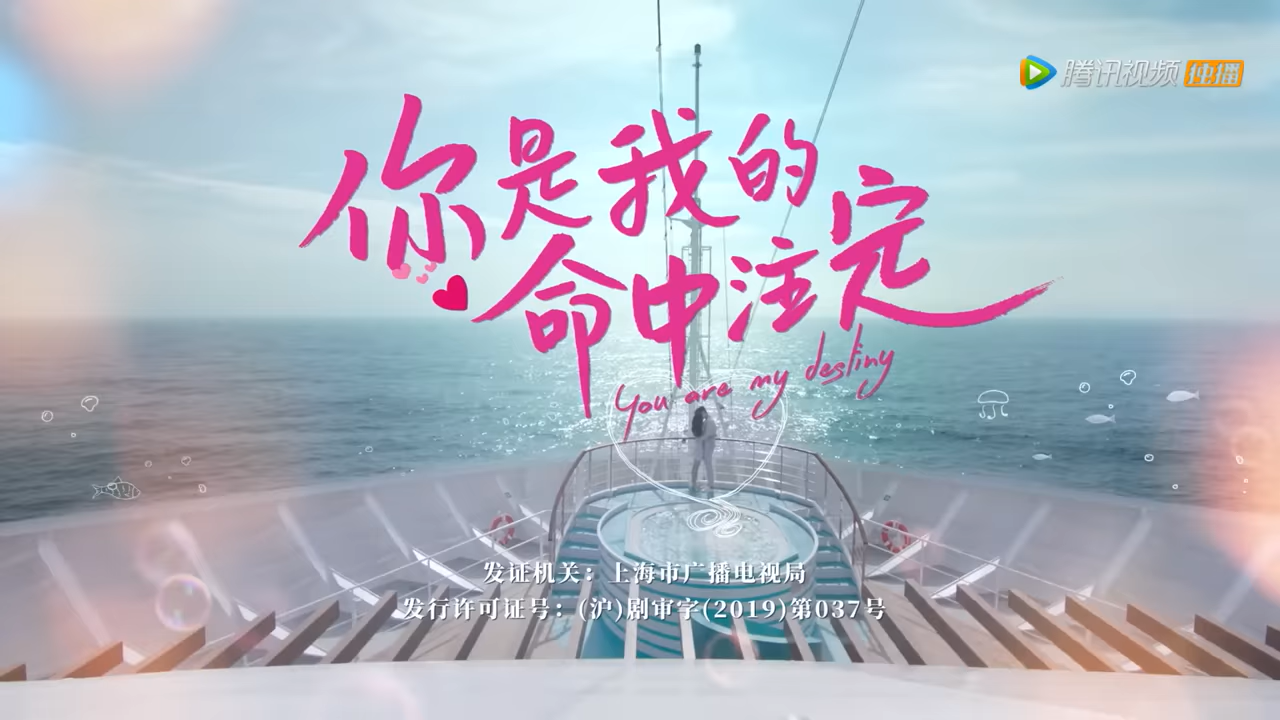 腾讯视频 独播
你是我的
命中注定
You are my destiny
发证机关：上海市广播电视局
发行许可证号：(沪)剧审字(2019)第037号